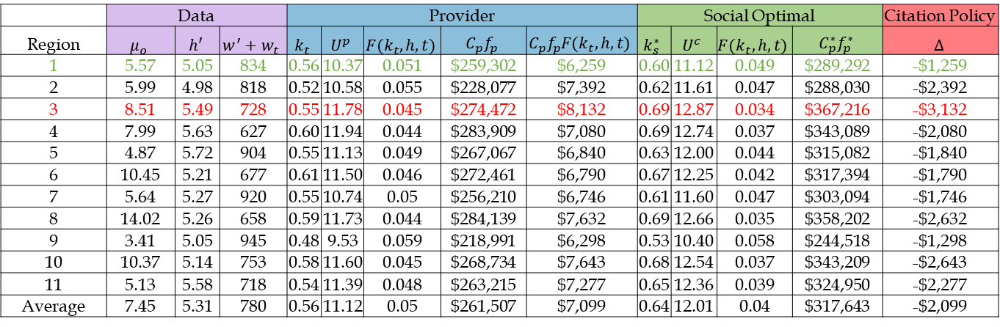 Data Provider Social Optimal Citation Policy
Region μ_o h′ w′ + w_t k_t U^p F(k_t, h, t) C_p f_p C_p f_p F(k_t, h, t) k_s^* U^c F(k_t, h, t) C_p^* f_p^* Δ
1 5.57 5.05 834 0.56 10.37 0.051 $259,302 $6,259 0.60 11.12 0.049 $289,292 -$1,259
2 5.99 4.98 818 0.52 10.58 0.055 $228,077 $7,392 0.62 11.61 0.047 $288,030 -$2,392
3 8.51 5.49 728 0.55 11.78 0.045 $274,472 $8,132 0.69 12.87 0.034 $367,216 -$3,132
4 7.99 5.63 627 0.60 11.94 0.044 $283,909 $7,080 0.69 12.74 0.037 $343,089 -$2,080
5 4.87 5.72 904 0.55 11.13 0.049 $267,067 $6,840 0.63 12.00 0.044 $315,082 -$1,840
6 10.45 5.21 677 0.61 11.50 0.046 $272,461 $6,790 0.67 12.25 0.042 $317,394 -$1,790
7 5.64 5.27 920 0.55 10.74 0.05 $256,210 $6,746 0.61 11.60 0.047 $303,094 -$1,746
8 14.02 5.26 658 0.59 11.73 0.044 $284,139 $7,632 0.69 12.66 0.035 $358,202 -$2,632
9 3.41 5.05 945 0.48 9.53 0.059 $218,991 $6,298 0.53 10.40 0.058 $244,518 -$1,298
10 10.37 5.14 753 0.58 11.60 0.045 $268,734 $7,643 0.68 12.54 0.037 $343,209 -$2,643
11 5.13 5.58 718 0.54 11.39 0.048 $263,215 $7,277 0.65 12.36 0.039 $324,950 -$2,277
Average 7.45 5.31 780 0.56 11.12 0.05 $261,507 $7,099 0.64 12.01 0.04 $317,643 -$2,099